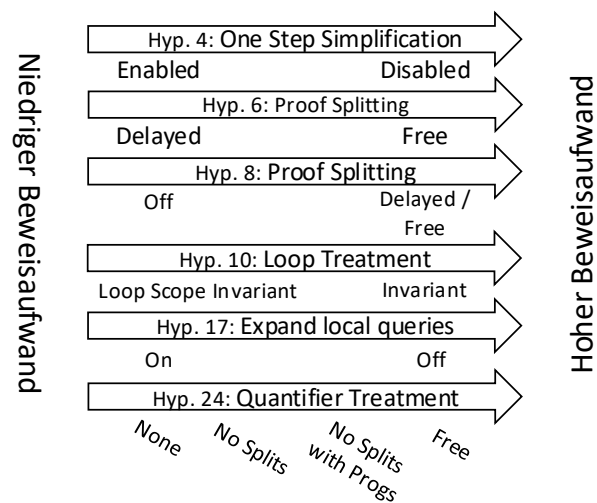 Niedriger Beweisaufwand
Hyp. 4: One Step Simplification
Enabled Disabled
Hyp. 6: Proof Splitting
Delayed Free
Hyp. 8: Proof Splitting
Off Delayed /
Free
Hyp. 10: Loop Treatment
Loop Scope Invariant Invariant
Hyp. 17: Expand local queries
On Off
Hyp. 24: Quantifier Treatment
None No Splits No Splits Free
with Progs
Hoher Beweisaufwand